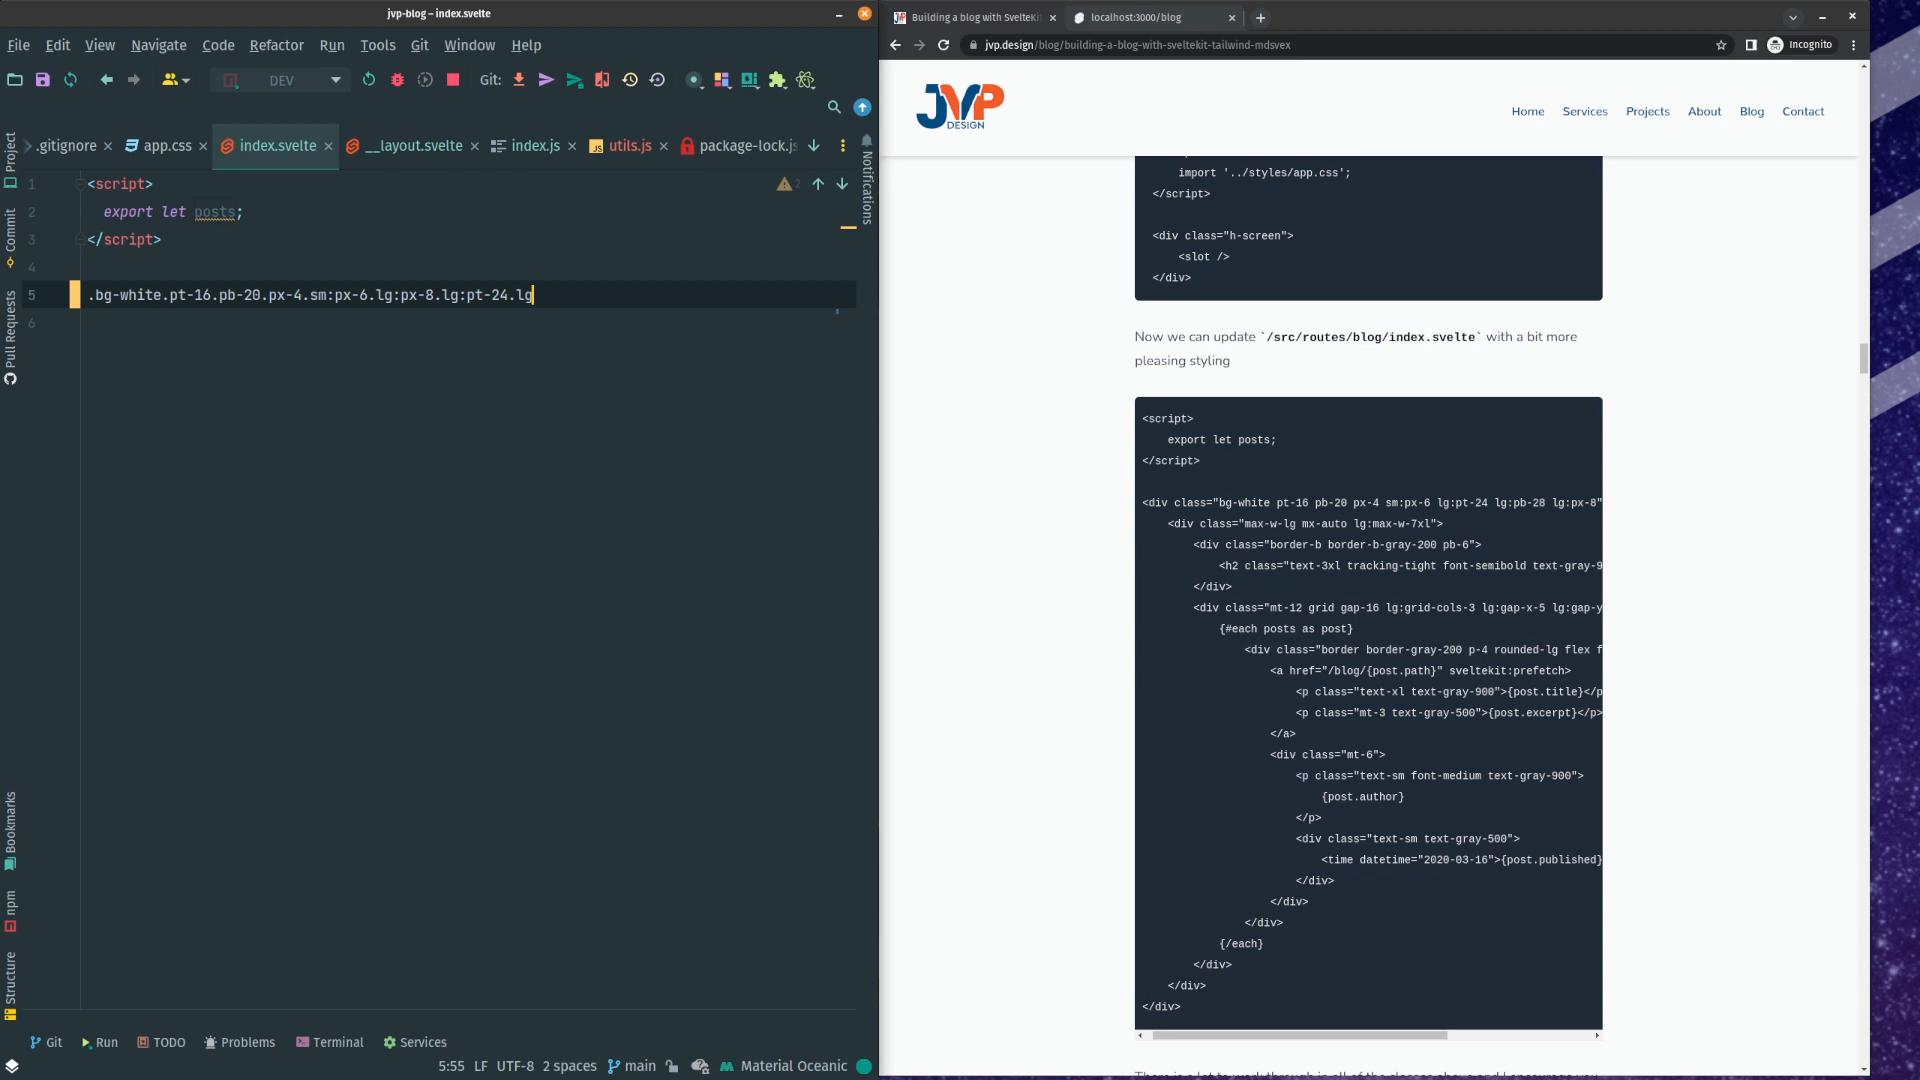 jvp-blog – index.svelte
File Edit View Navigate Code Refactor Run Tools Git Window Help
DEV
Git:
.gitignore
app.css
index.svelte
__layout.svelte
index.js
utils.js
package-lock.js
Project
Commit
Pull Requests
Bookmarks
npm
Structure
Notifications
2
1 <script>
2 export let posts;
3 </script>
4
5 .bg-white.pt-16.pb-20.px-4.sm:px-6.lg:px-8.lg:pt-24.lg
6
Git Run TODO Problems Terminal Services
5:55 LF UTF-8 2 spaces main Material Oceanic
Building a blog with SvelteKi
localhost:3000/blog
jvp.design/blog/building-a-blog-with-sveltekit-tailwind-mdsvex
Incognito
JVP
DESIGN
Home Services Projects About Blog Contact
import '../styles/app.css';
</script>
<div class="h-screen">
<slot />
</div>
Now we can update `/src/routes/blog/index.svelte` with a bit more
pleasing styling
<script>
export let posts;
</script>
<div class="bg-white pt-16 pb-20 px-4 sm:px-6 lg:pt-24 lg:pb-28 lg:px-8"
<div class="max-w-lg mx-auto lg:max-w-7xl">
<div class="border-b border-b-gray-200 pb-6">
<h2 class="text-3xl tracking-tight font-semibold text-gray-9
</div>
<div class="mt-12 grid gap-16 lg:grid-cols-3 lg:gap-x-5 lg:gap-y
{#each posts as post}
<div class="border border-gray-200 p-4 rounded-lg flex f
<a href="/blog/{post.path}" sveltekit:prefetch>
<p class="text-xl text-gray-900">{post.title}</p
<p class="mt-3 text-gray-500">{post.excerpt}</p>
</a>
<div class="mt-6">
<p class="text-sm font-medium text-gray-900">
{post.author}
</p>
<div class="text-sm text-gray-500">
<time datetime="2020-03-16">{post.published}
</div>
</div>
</div>
{/each}
</div>
</div>
</div>